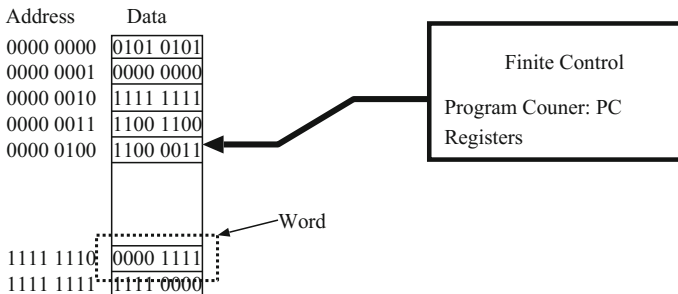 Address Data
0000 0000 0101 0101
0000 0001 0000 0000
0000 0010 1111 1111
0000 0011 1100 1100
0000 0100 1100 0011
Finite Control
Program Couner: PC
Registers
Word
1111 1110 0000 1111
1111 1111 1111 0000